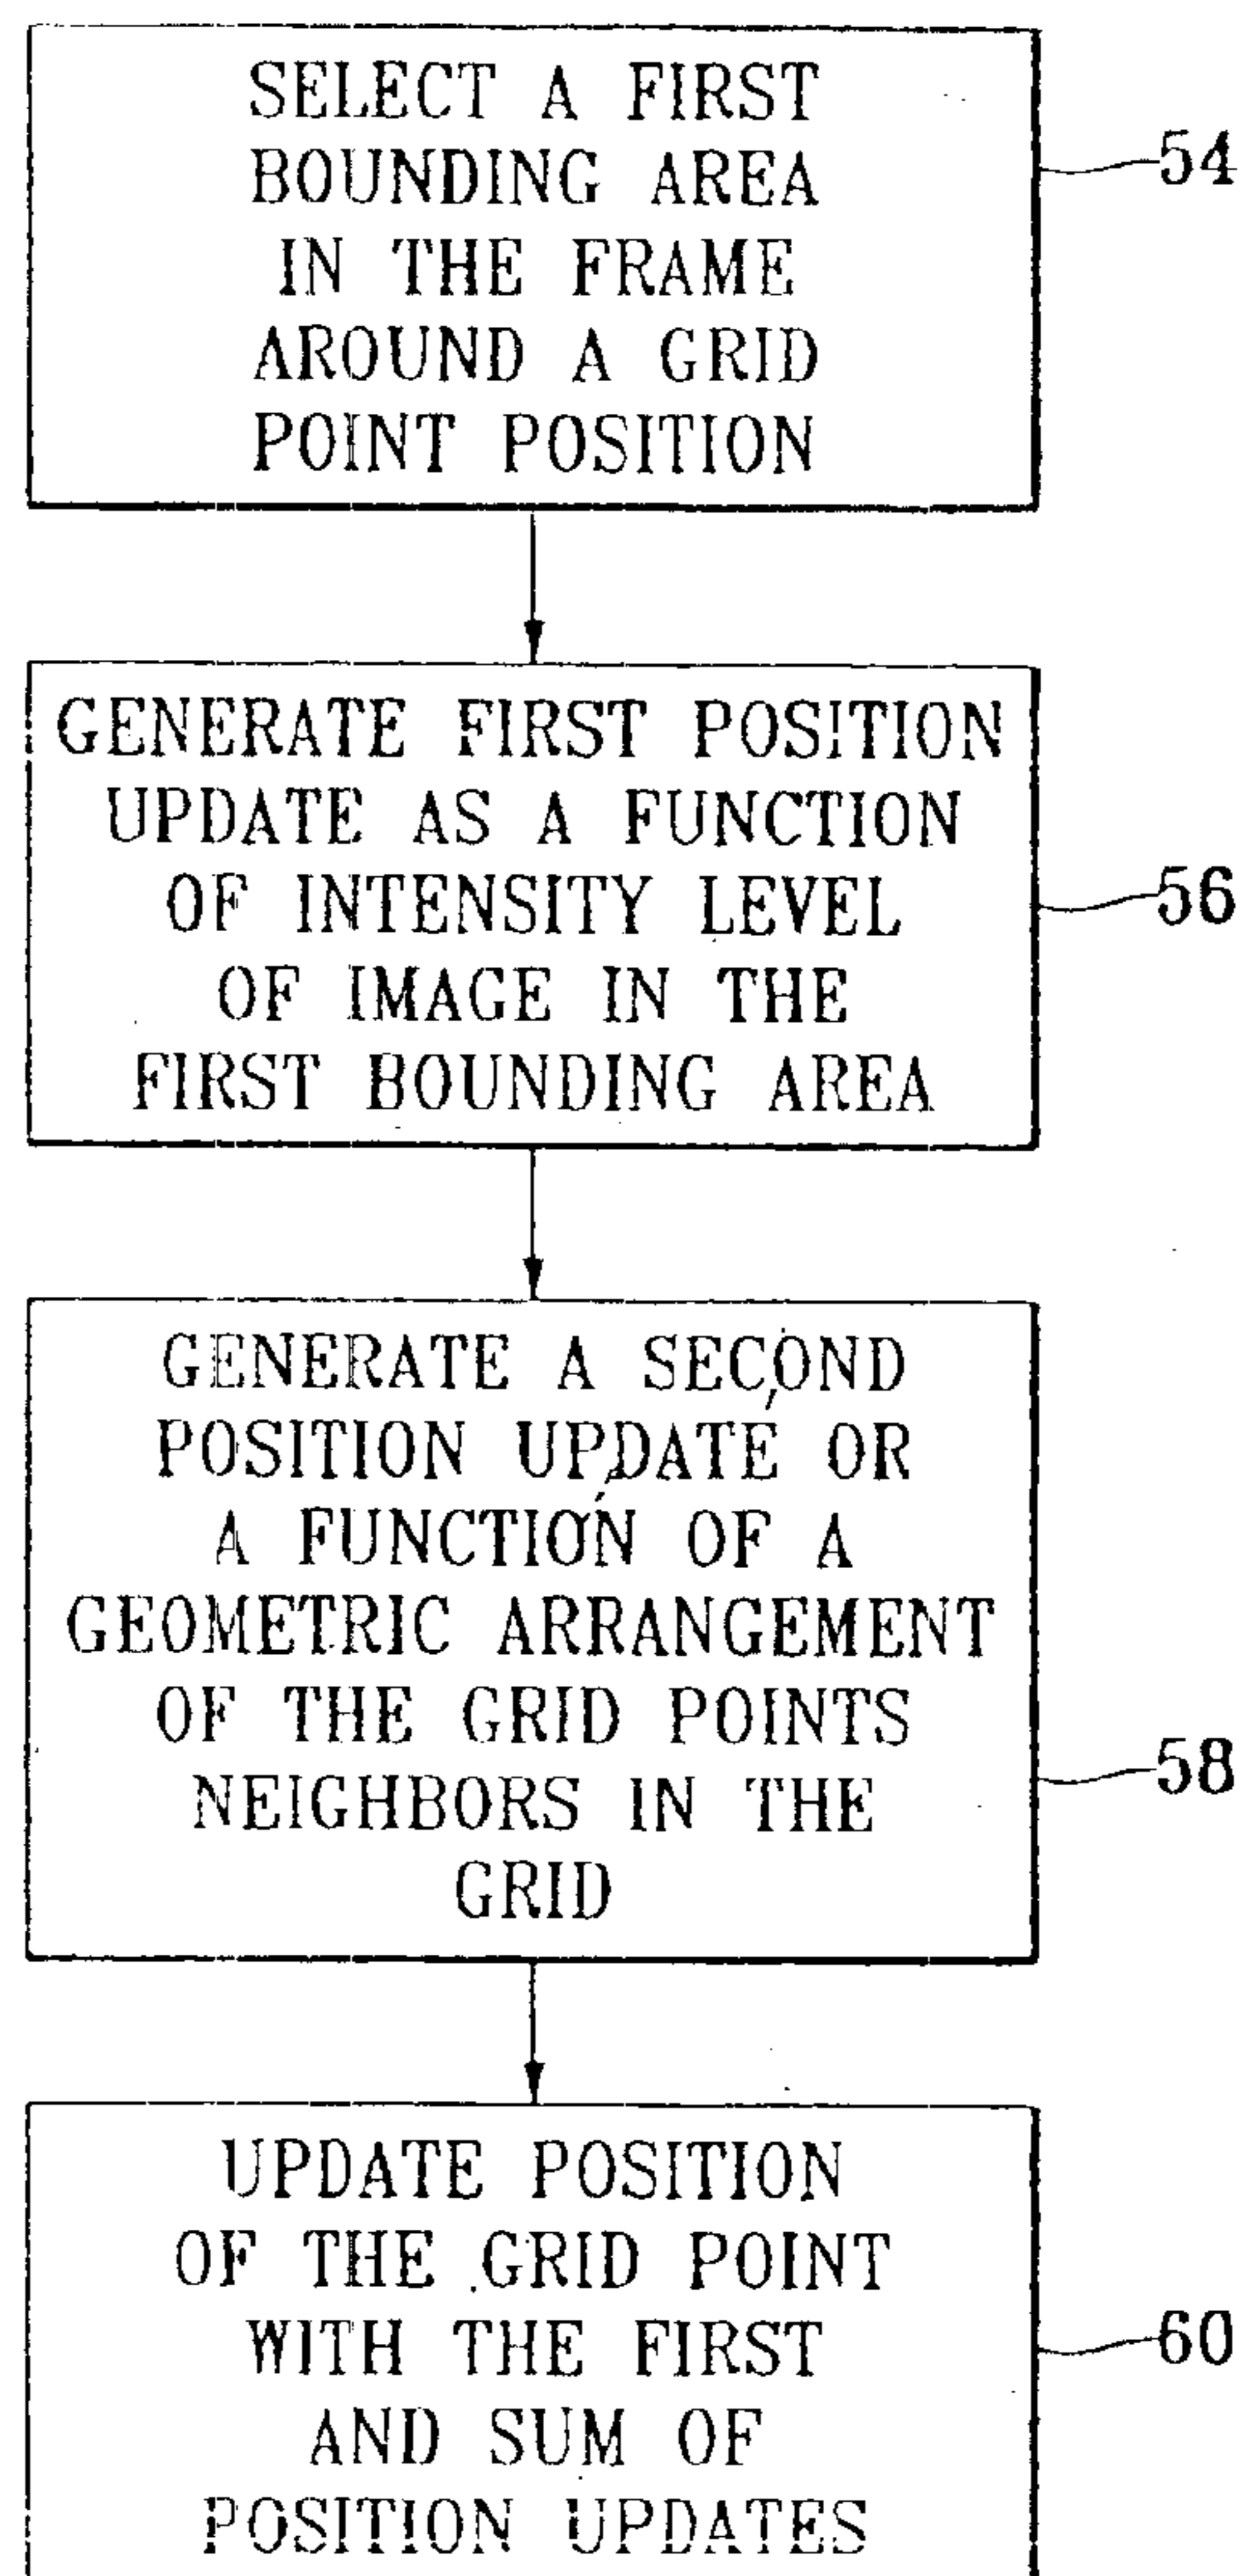 SELECT A FIRST
BOUNDING AREA
IN THE FRAME
AROUND A GRID
POINT POSITION
54
GENERATE FIRST POSITION
UPDATE AS A FUNCTION
OF INTENSITY LEVEL
OF IMAGE IN THE
FIRST BOUNDING AREA
56
GENERATE A SECOND
POSITION UPDATE OR
A FUNCTION OF A
GEOMETRIC ARRANGEMENT
OF THE GRID POINTS
NEIGHBORS IN THE
GRID
58
UPDATE POSITION
OF THE GRID POINT
WITH THE FIRST
AND SUM OF
POSITION UPDATES
60